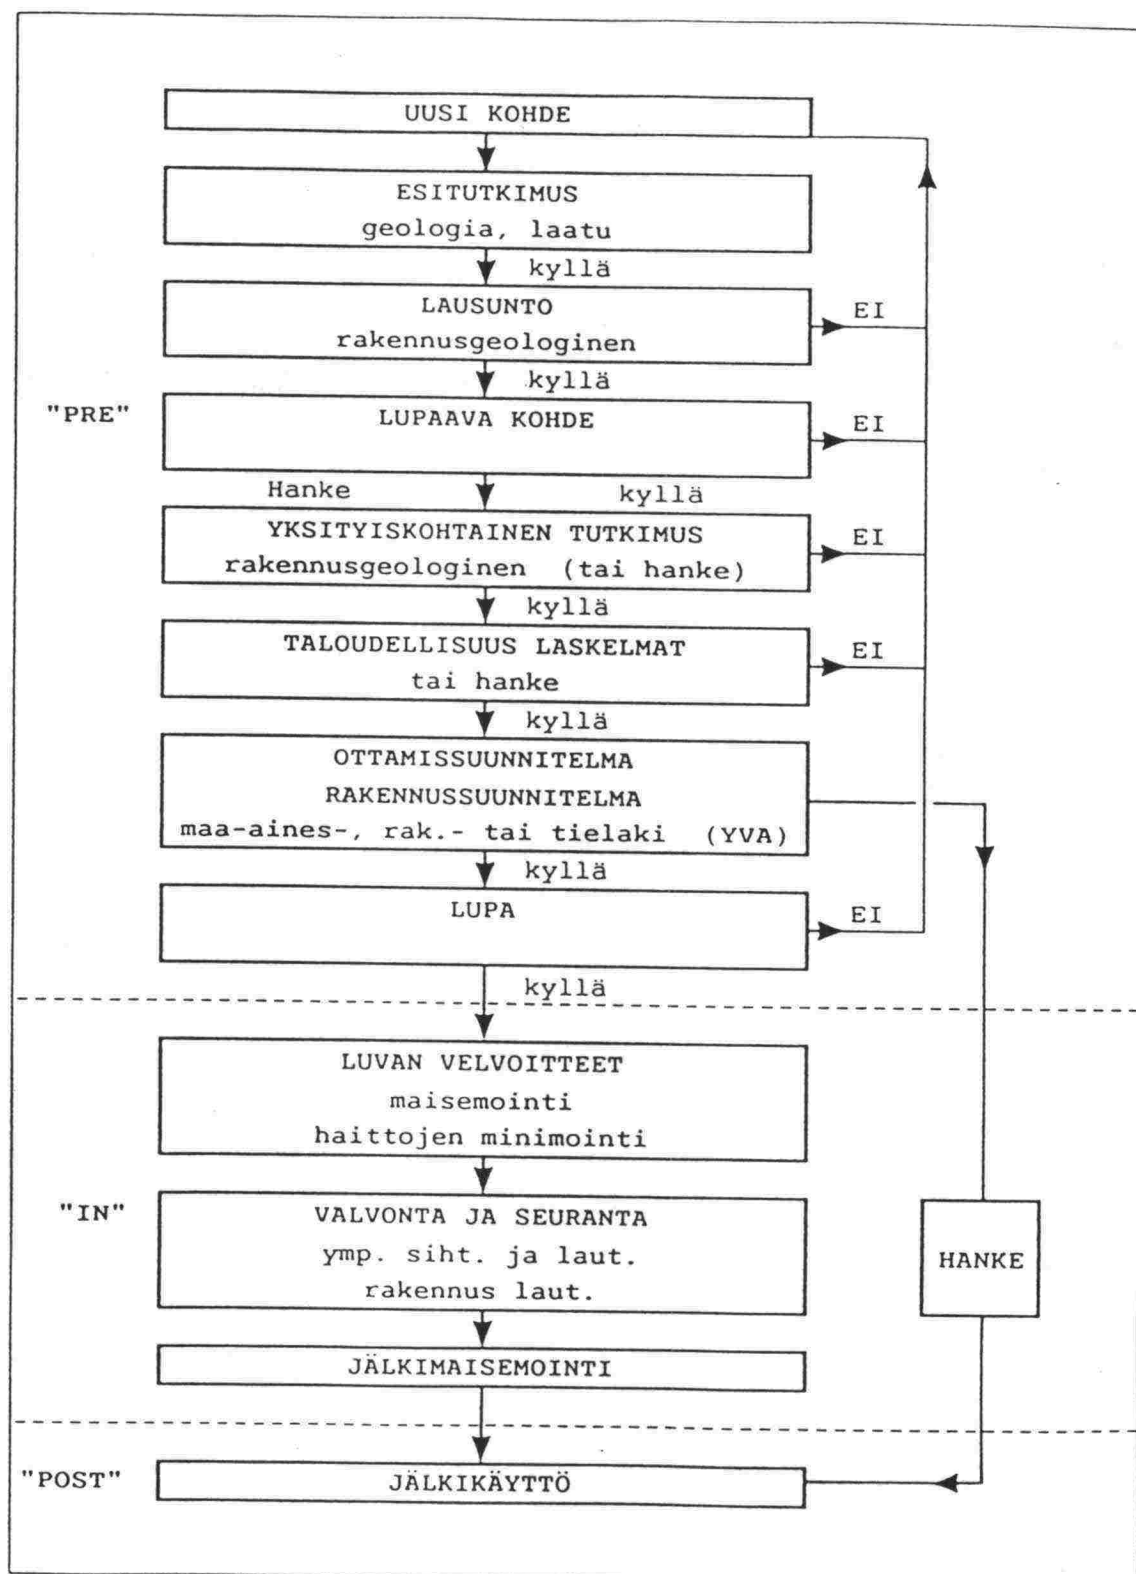 UUSI KOHDE
ESITUTKIMUS
geologia, laatu
kyllä
LAUSUNTO
rakennusgeologinen
EI
kyllä
"PRE"
LUPAAVA KOHDE
EI
Hanke kyllä
YKSITYISKOHTAINEN TUTKIMUS
rakennusgeologinen (tai hanke)
EI
kyllä
TALOUDELLISUUS LASKELMAT
tai hanke
EI
kyllä
OTTAMISSUUNNITELMA
RAKENNUSSUUNNITELMA
maa-aines-, rak.- tai tielaki (YVA)
kyllä
LUPA
EI
kyllä
LUVAN VELVOITTEET
maisemointi
haittojen minimointi
"IN"
VALVONTA JA SEURANTA
ymp. siht. ja laut.
rakennus laut.
HANKE
JÄLKIMAISEMOINTI
"POST"
JÄLKIKÄYTTÖ